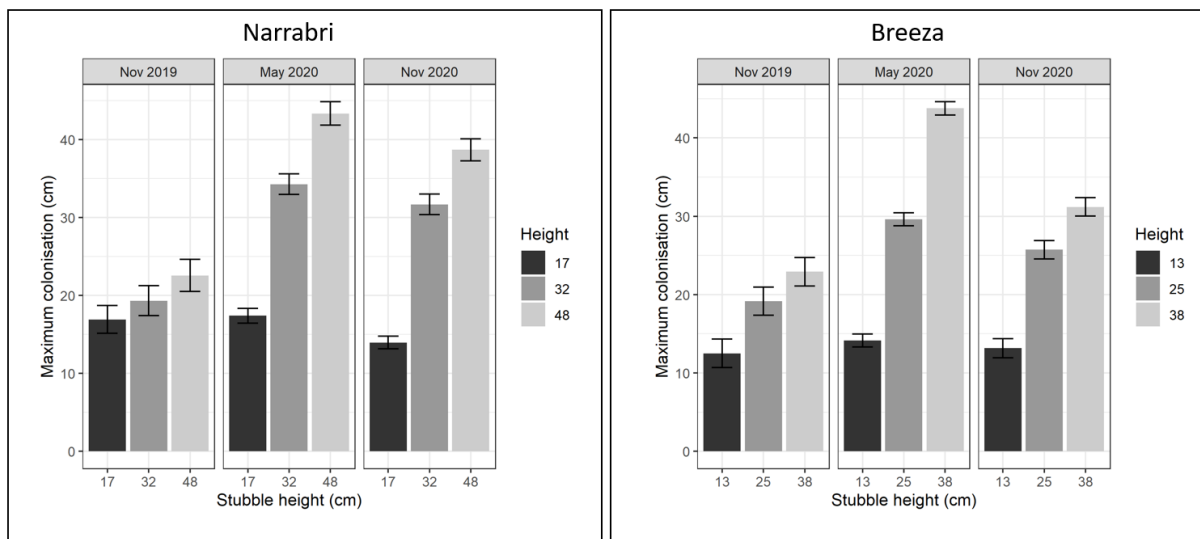 Narrabri
Nov 2019 May 2020 Nov 2020
Maximum colonisation (cm)
40
30
20
10
0
17 32 48 17 32 48 17 32 48
Stubble height (cm)
Height
17
32
48
Breeza
Nov 2019 May 2020 Nov 2020
Maximum colonisation (cm)
40
30
20
10
0
13 25 38 13 25 38 13 25 38
Stubble height (cm)
Height
13
25
38